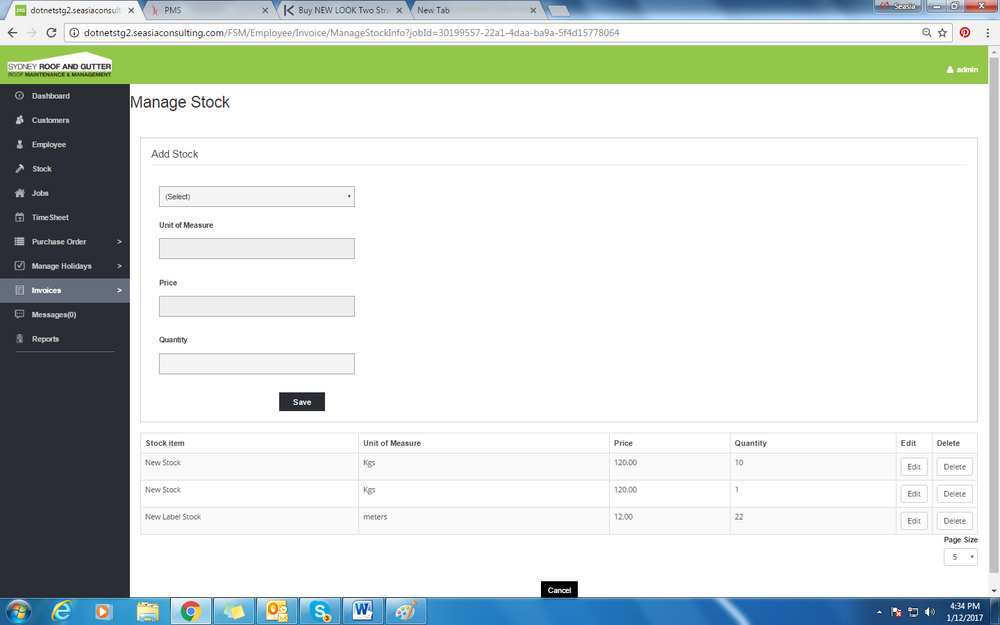 SRG dotnetstg2.seasiaconsult
PMS
Buy NEW LOOK Two Stra
New Tab
Seasia
dotnetstg2.seasiaconsulting.com/FSM/Employee/Invoice/ManageStockInfo?jobId=30199557-22a1-4daa-ba9a-5f4d15778064
SYDNEY ROOF AND GUTTER
ROOF MAINTENANCE & MANAGEMENT
admin
Dashboard
Customers
Employee
Stock
Jobs
TimeSheet
Purchase Order >
Manage Holidays >
Invoices >
Messages(0)
Reports
Manage Stock
Add Stock
(Select)
Unit of Measure
Price
Quantity
Save
Stock item Unit of Measure Price Quantity Edit Delete
New Stock Kgs 120.00 10 Edit Delete
New Stock Kgs 120.00 1 Edit Delete
New Label Stock meters 12.00 22 Edit Delete
Page Size
5
Cancel
3
4:34 PM
1/12/2017